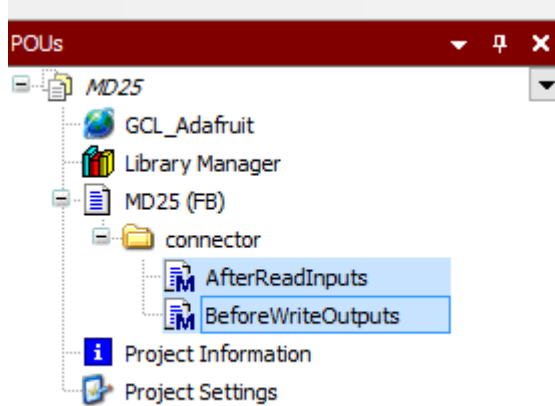 POUs
MD25
GCL_Adafruit
Library Manager
MD25 (FB)
connector
AfterReadInputs
BeforeWriteOutputs
Project Information
Project Settings